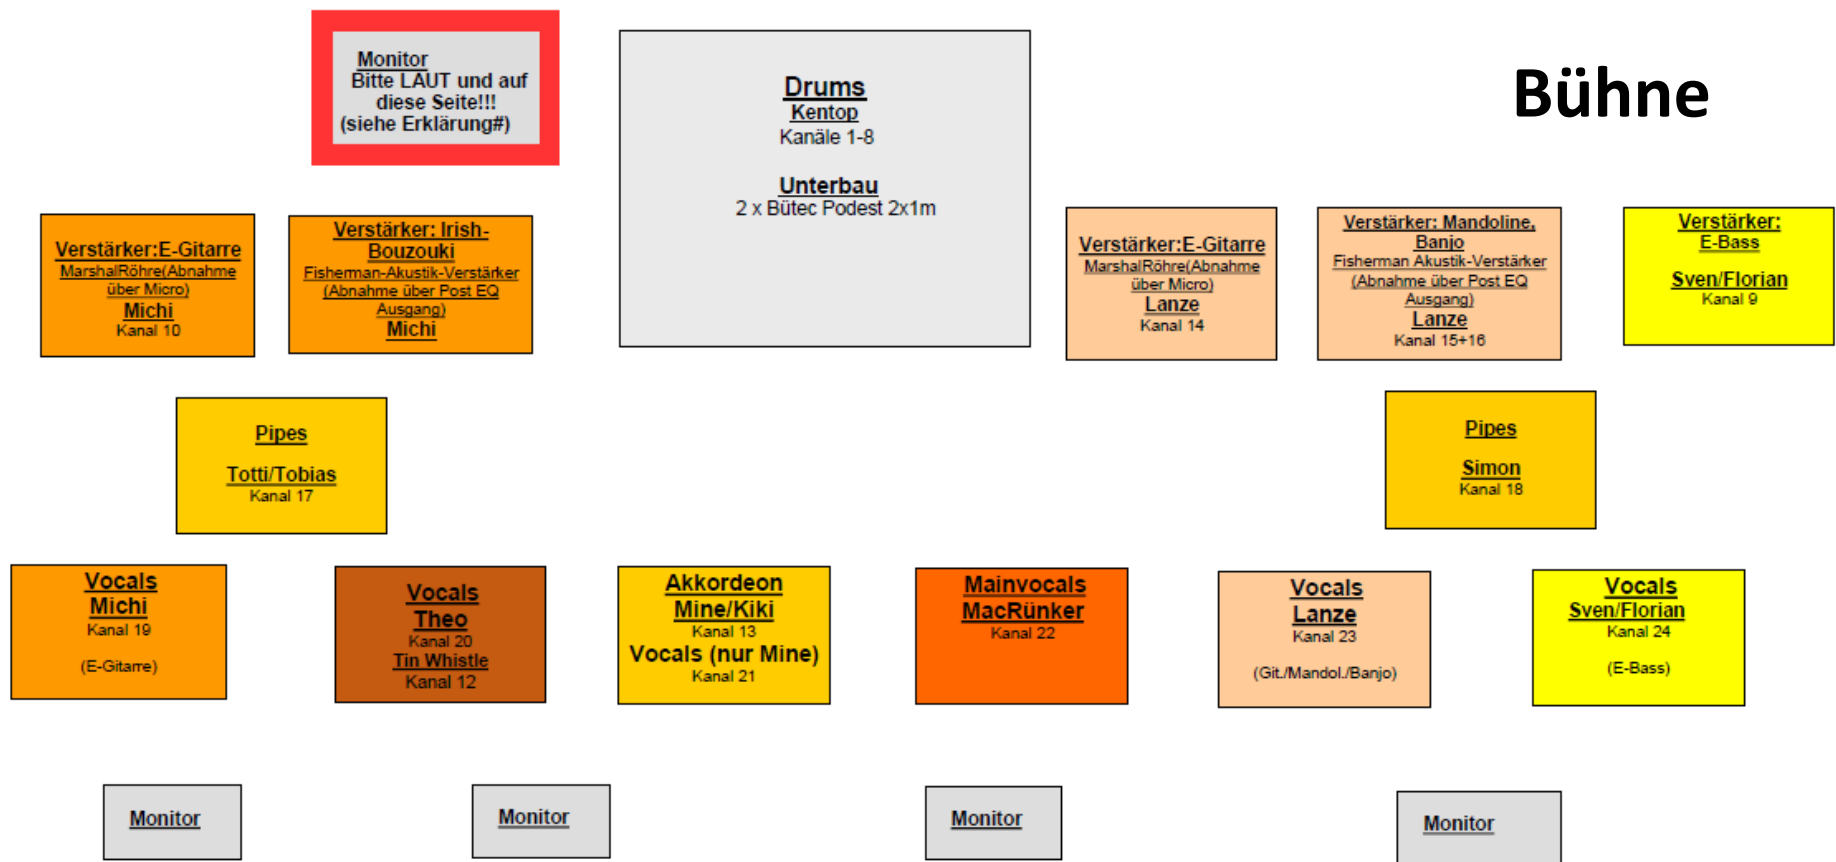 Monitor
Bitte LAUT und auf
diese Seite!!!
(siehe Erklärung#)
Drums
Kentop
Kanäle 1-8
Unterbau
2 x Bütec Podest 2x1m
Bühne
Verstärker:E-Gitarre
MarshalRöhre(Abnahme
über Micro)
Michi
Kanal 10
Verstärker: Irish-
Bouzouki
Fisherman-Akustik-Verstärker
(Abnahme über Post EQ
Ausgang)
Michi
Verstärker:E-Gitarre
MarshalRöhre(Abnahme
über Micro)
Lanze
Kanal 14
Verstärker: Mandoline,
Banjo
Fisherman Akustik-Verstärker
(Abnahme über Post EQ
Ausgang)
Lanze
Kanal 15+16
Verstärker:
E-Bass
Sven/Florian
Kanal 9
Pipes
Totti/Tobias
Kanal 17
Pipes
Simon
Kanal 18
Vocals
Michi
Kanal 19
(E-Gitarre)
Vocals
Theo
Kanal 20
Tin Whistle
Kanal 12
Akkordeon
Mine/Kiki
Kanal 13
Vocals (nur Mine)
Kanal 21
Mainvocals
MacRünker
Kanal 22
Vocals
Lanze
Kanal 23
(Git./Mandol./Banjo)
Vocals
Sven/Florian
Kanal 24
(E-Bass)
Monitor
Monitor
Monitor
Monitor